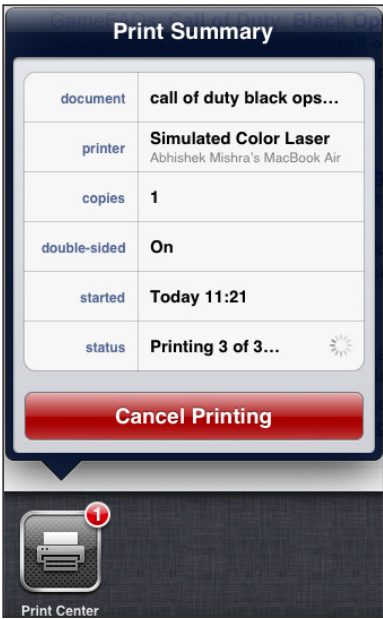 Print Summary
document call of duty black ops...
printer Simulated Color Laser
Abhishek Mishra's MacBook Air
copies 1
double-sided On
started Today 11:21
status Printing 3 of 3...
Cancel Printing
1
Print Center